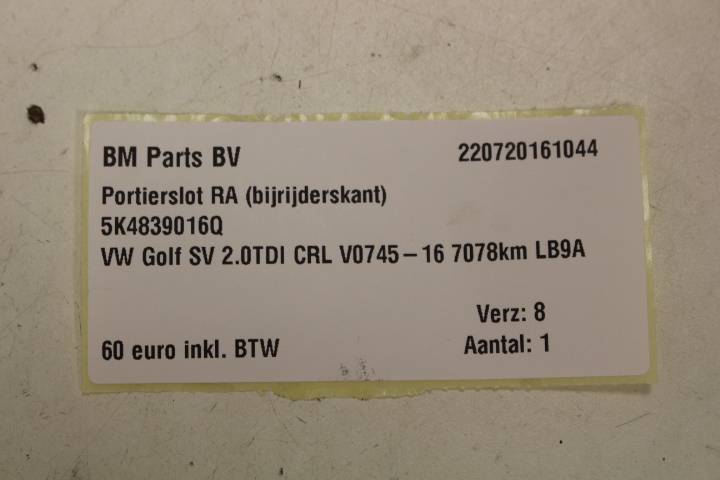 BM Parts BV 220720161044
Portierslot RA (bijrijderskant)
5K4839016Q
VW Golf SV 2.0TDI CRL V0745-16 7078km LB9A
Verz: 8
60 euro inkl. BTW Aantal: 1